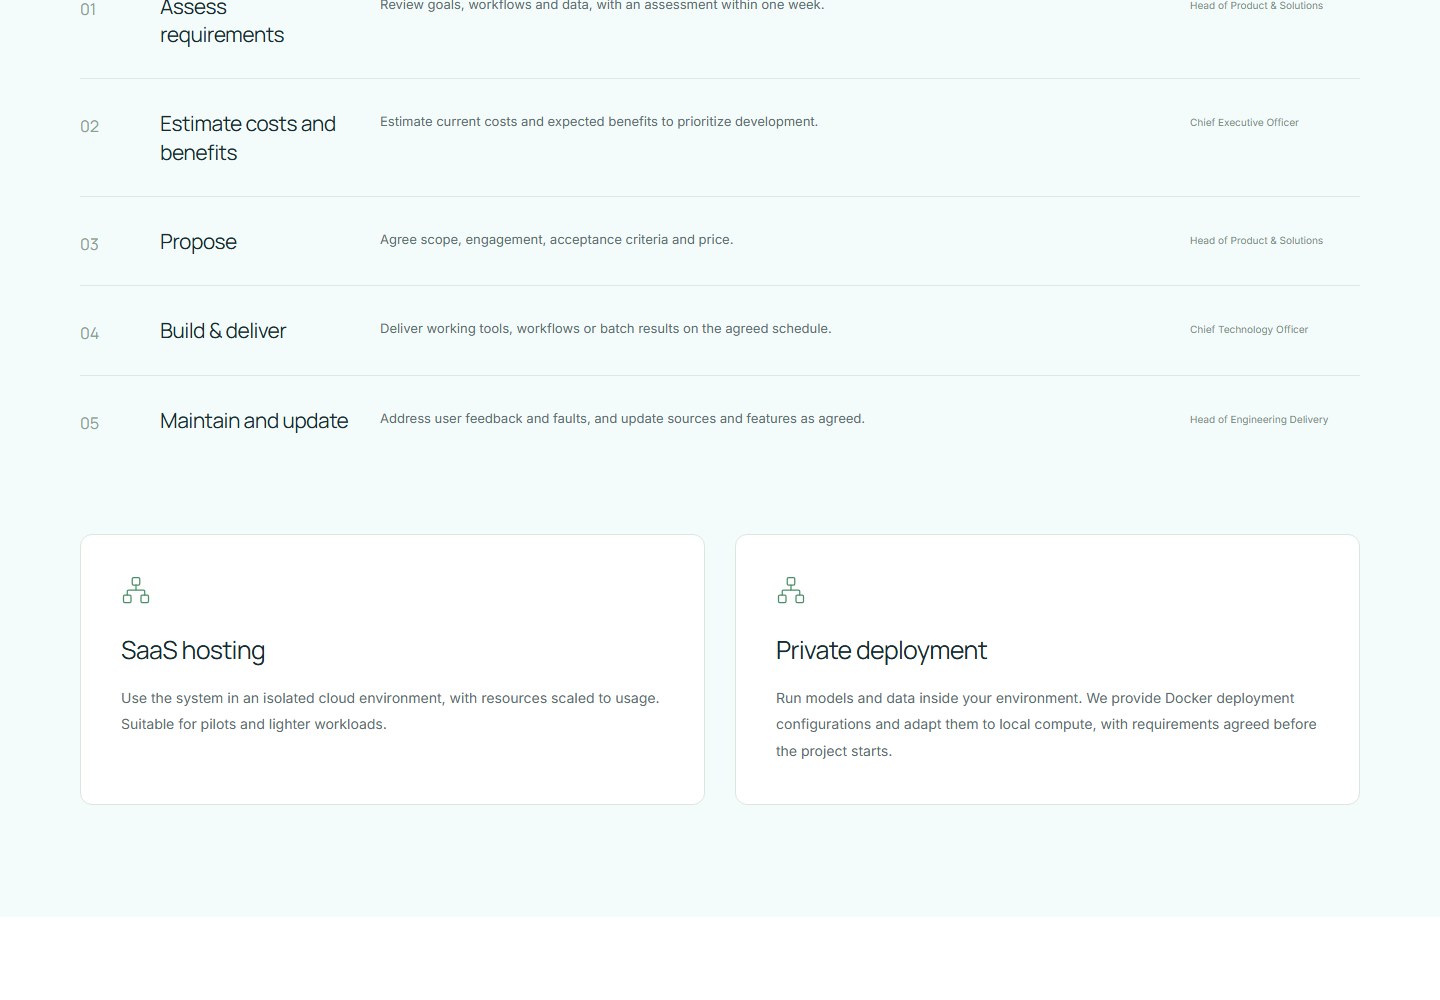 01
Assess
requirements
Review goals, workflows and data, with an assessment within one week.
Head of Product & Solutions
02
Estimate costs and
benefits
Estimate current costs and expected benefits to prioritize development.
Chief Executive Officer
03
Propose
Agree scope, engagement, acceptance criteria and price.
Head of Product & Solutions
04
Build & deliver
Deliver working tools, workflows or batch results on the agreed schedule.
Chief Technology Officer
05
Maintain and update
Address user feedback and faults, and update sources and features as agreed.
Head of Engineering Delivery
SaaS hosting
Use the system in an isolated cloud environment, with resources scaled to usage.
Suitable for pilots and lighter workloads.
Private deployment
Run models and data inside your environment. We provide Docker deployment
configurations and adapt them to local compute, with requirements agreed before
the project starts.